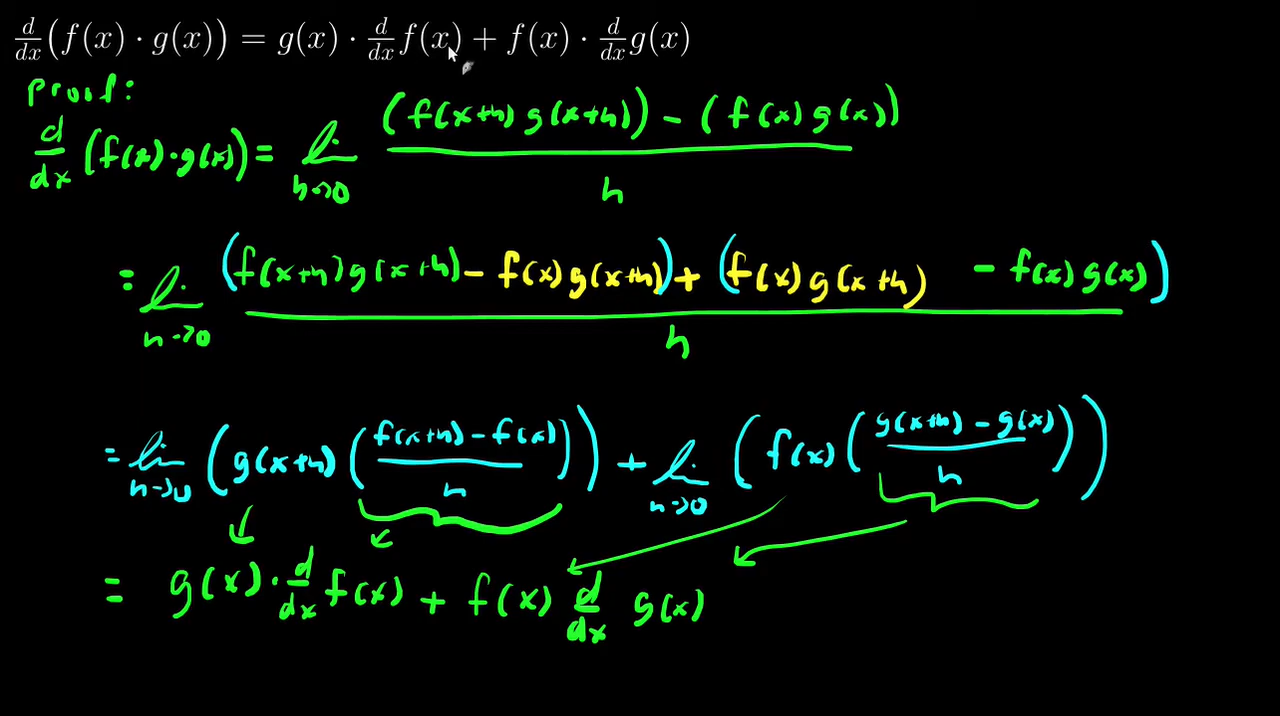 d/dx (f(x) · g(x)) = g(x) · d/dx f(x) + f(x) · d/dx g(x)
Proof:
d/dx (f(x) · g(x)) = lim h→0 ((f(x+h) g(x+h)) - (f(x) g(x))) / h
= lim h→0 ((f(x+h) g(x+h) - f(x) g(x+h)) + (f(x) g(x+h) - f(x) g(x))) / h
= lim h→0 (g(x+h) ((f(x+h) - f(x)) / h)) + lim h→0 (f(x) ((g(x+h) - g(x)) / h))
= g(x) · d/dx f(x) + f(x) d/dx g(x)